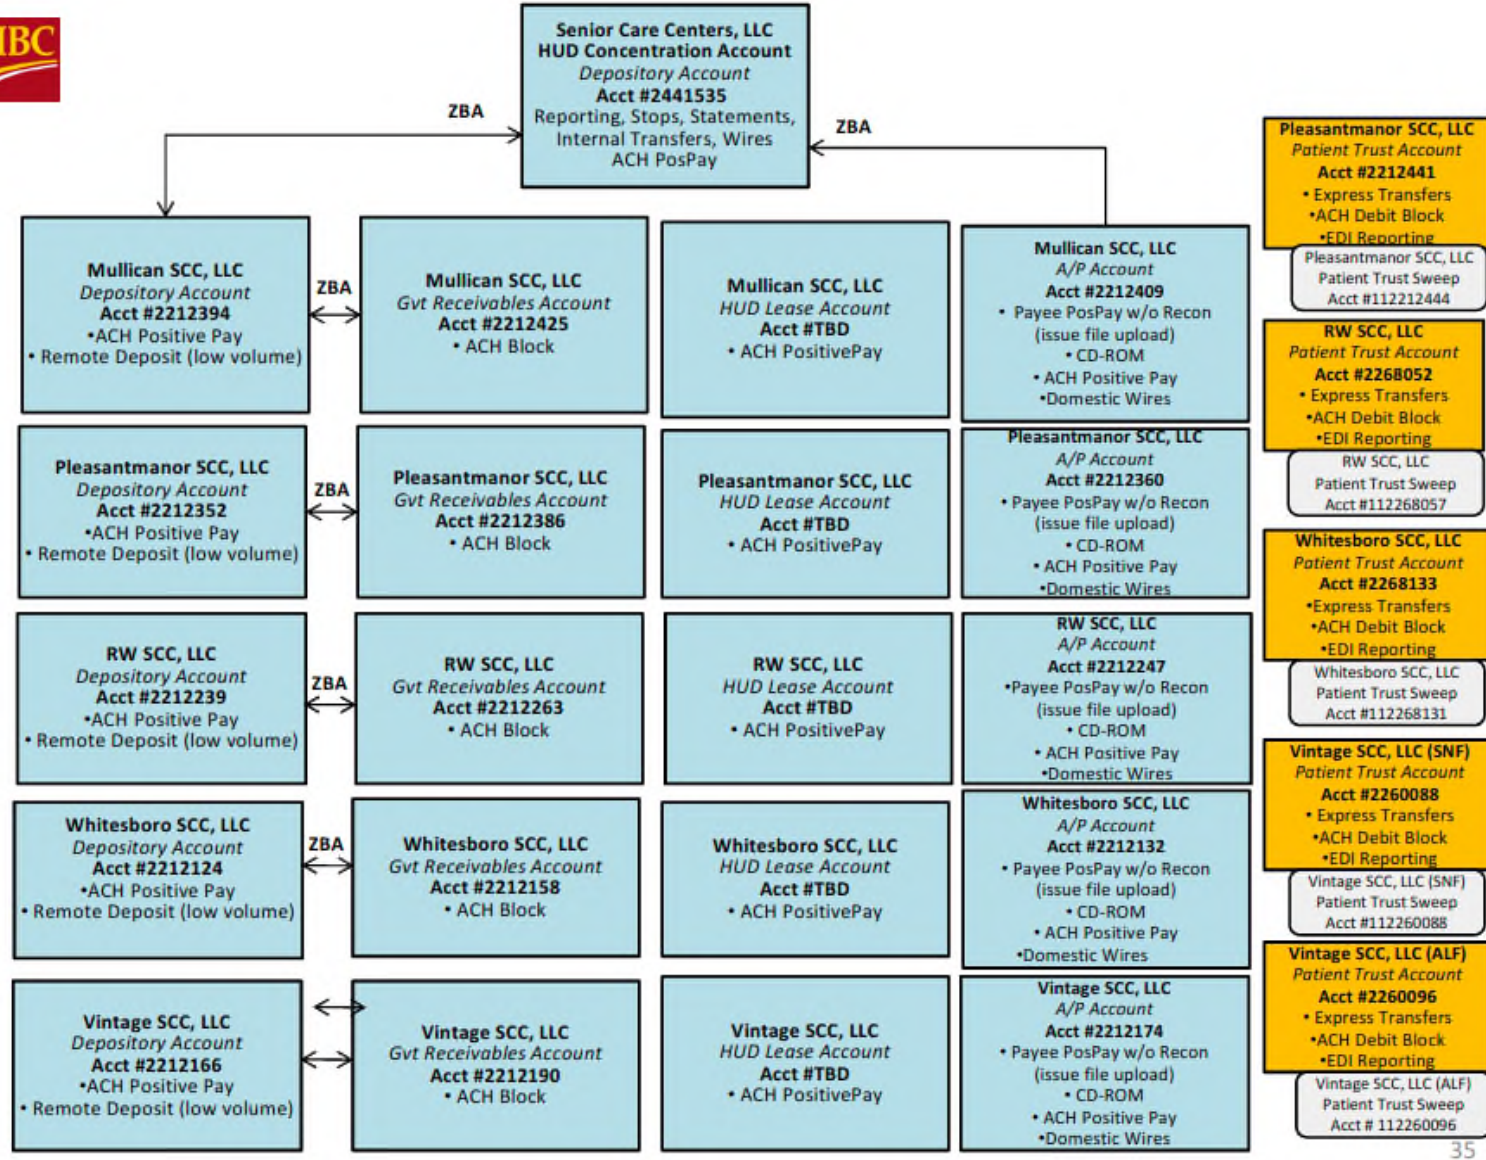 IBC
Senior Care Centers, LLC
HUD Concentration Account
Depository Account
Acct #2441535
Reporting, Stops, Statements,
Internal Transfers, Wires
ACH PosPay
ZBA
ZBA
Mullican SCC, LLC
Depository Account
Acct #2212394
•ACH Positive Pay
• Remote Deposit (low volume)
ZBA
Mullican SCC, LLC
Gvt Receivables Account
Acct #2212425
• ACH Block
Mullican SCC, LLC
HUD Lease Account
Acct #TBD
• ACH PositivePay
Mullican SCC, LLC
A/P Account
Acct #2212409
• Payee PosPay w/o Recon
(issue file upload)
• CD-ROM
• ACH Positive Pay
•Domestic Wires
Pleasantmanor SCC, LLC
Depository Account
Acct #2212352
•ACH Positive Pay
• Remote Deposit (low volume)
ZBA
Pleasantmanor SCC, LLC
Gvt Receivables Account
Acct #2212386
• ACH Block
Pleasantmanor SCC, LLC
HUD Lease Account
Acct #TBD
• ACH PositivePay
Pleasantmanor SCC, LLC
A/P Account
Acct #2212360
• Payee PosPay w/o Recon
(issue file upload)
• CD-ROM
• ACH Positive Pay
•Domestic Wires
RW SCC, LLC
Depository Account
Acct #2212239
•ACH Positive Pay
• Remote Deposit (low volume)
ZBA
RW SCC, LLC
Gvt Receivables Account
Acct #2212263
• ACH Block
RW SCC, LLC
HUD Lease Account
Acct #TBD
• ACH PositivePay
RW SCC, LLC
A/P Account
Acct #2212247
•Payee PosPay w/o Recon
(issue file upload)
• CD-ROM
• ACH Positive Pay
•Domestic Wires
Whitesboro SCC, LLC
Depository Account
Acct #2212124
•ACH Positive Pay
• Remote Deposit (low volume)
ZBA
Whitesboro SCC, LLC
Gvt Receivables Account
Acct #2212158
• ACH Block
Whitesboro SCC, LLC
HUD Lease Account
Acct #TBD
• ACH PositivePay
Whitesboro SCC, LLC
A/P Account
Acct #2212132
• Payee PosPay w/o Recon
(issue file upload)
• CD-ROM
• ACH Positive Pay
•Domestic Wires
Vintage SCC, LLC
Depository Account
Acct #2212166
•ACH Positive Pay
• Remote Deposit (low volume)
Vintage SCC, LLC
Gvt Receivables Account
Acct #2212190
• ACH Block
Vintage SCC, LLC
HUD Lease Account
Acct #TBD
• ACH PositivePay
Vintage SCC, LLC
A/P Account
Acct #2212174
• Payee PosPay w/o Recon
(issue file upload)
• CD-ROM
• ACH Positive Pay
•Domestic Wires
Pleasantmanor SCC, LLC
Patient Trust Account
Acct #2212441
• Express Transfers
•ACH Debit Block
•EDI Reporting
Pleasantmanor SCC, LLC
Patient Trust Sweep
Acct #112212444
RW SCC, LLC
Patient Trust Account
Acct #2268052
• Express Transfers
•ACH Debit Block
•EDI Reporting
RW SCC, LLC
Patient Trust Sweep
Acct #112268057
Whitesboro SCC, LLC
Patient Trust Account
Acct #2268133
•Express Transfers
•ACH Debit Block
•EDI Reporting
Whitesboro SCC, LLC
Patient Trust Sweep
Acct #112268131
Vintage SCC, LLC (SNF)
Patient Trust Account
Acct #2260088
• Express Transfers
•ACH Debit Block
•EDI Reporting
Vintage SCC, LLC (SNF)
Patient Trust Sweep
Acct #112260088
Vintage SCC, LLC (ALF)
Patient Trust Account
Acct #2260096
• Express Transfers
•ACH Debit Block
•EDI Reporting
Vintage SCC, LLC (ALF)
Patient Trust Sweep
Acct # 112260096
35